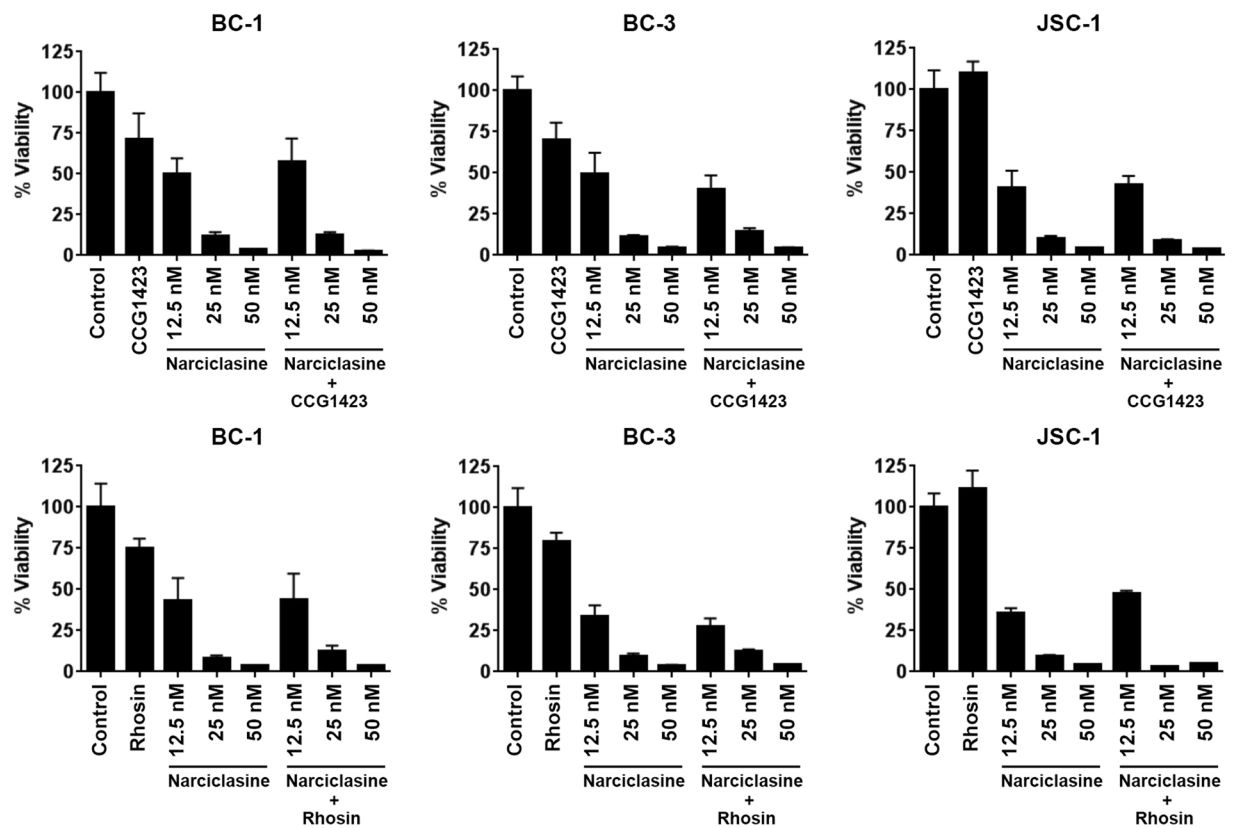 BC-1
% Viability
125
100
75
50
25
0
Control
CCG1423
12.5 nM
25 nM
50 nM
12.5 nM
25 nM
50 nM
Narciclasine
Narciclasine
+
CCG1423
BC-3
% Viability
125
100
75
50
25
0
Control
CCG1423
12.5 nM
25 nM
50 nM
12.5 nM
25 nM
50 nM
Narciclasine
Narciclasine
+
CCG1423
JSC-1
% Viability
125
100
75
50
25
0
Control
CCG1423
12.5 nM
25 nM
50 nM
12.5 nM
25 nM
50 nM
Narciclasine
Narciclasine
+
CCG1423
BC-1
% Viability
125
100
75
50
25
0
Control
Rhosin
12.5 nM
25 nM
50 nM
12.5 nM
25 nM
50 nM
Narciclasine
Narciclasine
+
Rhosin
BC-3
% Viability
125
100
75
50
25
0
Control
Rhosin
12.5 nM
25 nM
50 nM
12.5 nM
25 nM
50 nM
Narciclasine
Narciclasine
+
Rhosin
JSC-1
% Viability
125
100
75
50
25
0
Control
Rhosin
12.5 nM
25 nM
50 nM
12.5 nM
25 nM
50 nM
Narciclasine
Narciclasine
+
Rhosin